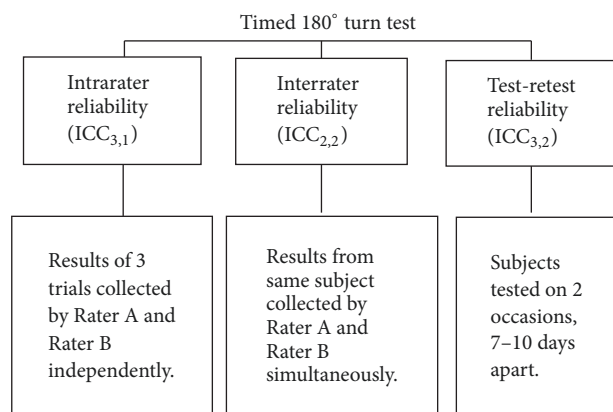 Timed 180° turn test
Intrarater
reliability
(ICC3,1)
Interrater
reliability
(ICC2,2)
Test-retest
reliability
(ICC3,2)
Results of 3
trials collected
by Rater A and
Rater B
independently.
Results from
same subject
collected by
Rater A and
Rater B
simultaneously.
Subjects
tested on 2
occasions,
7–10 days
apart.